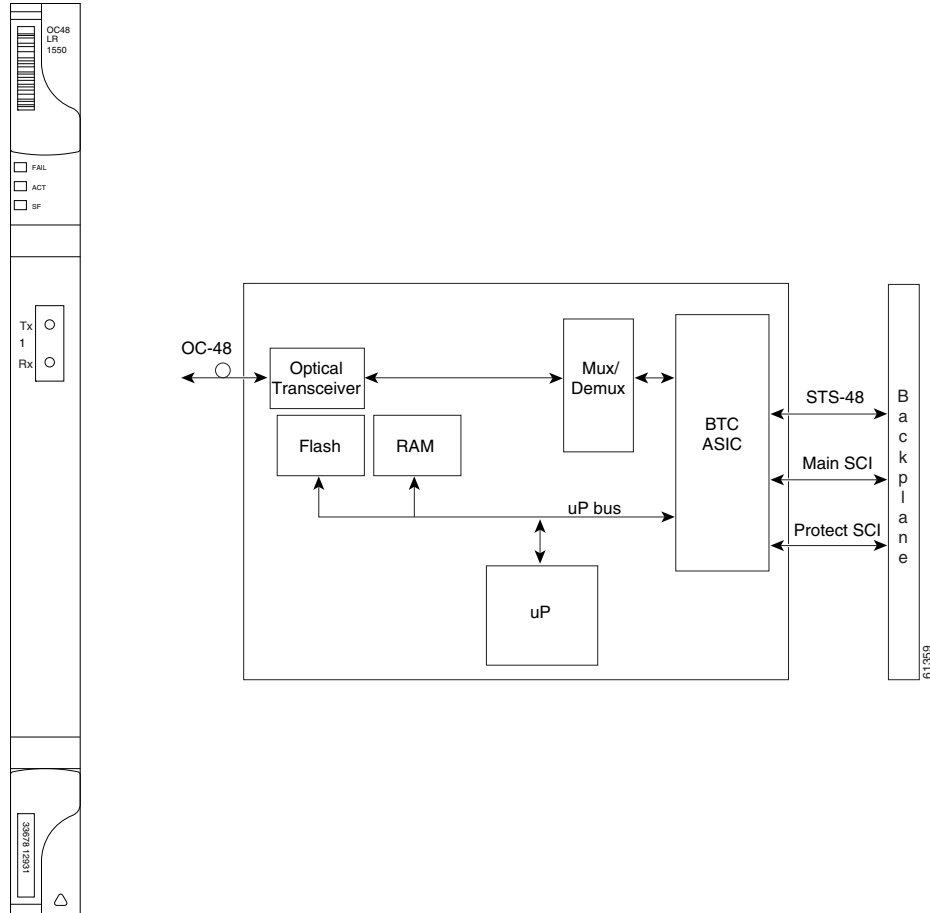 OC48
LR
1550
FAIL
ACT
SF
Tx
1
Rx
33678 12931
OC-48
Optical
Transceiver
Mux/
Demux
BTC
ASIC
Flash
RAM
uP bus
uP
STS-48
Main SCI
Protect SCI
Backplane
61359